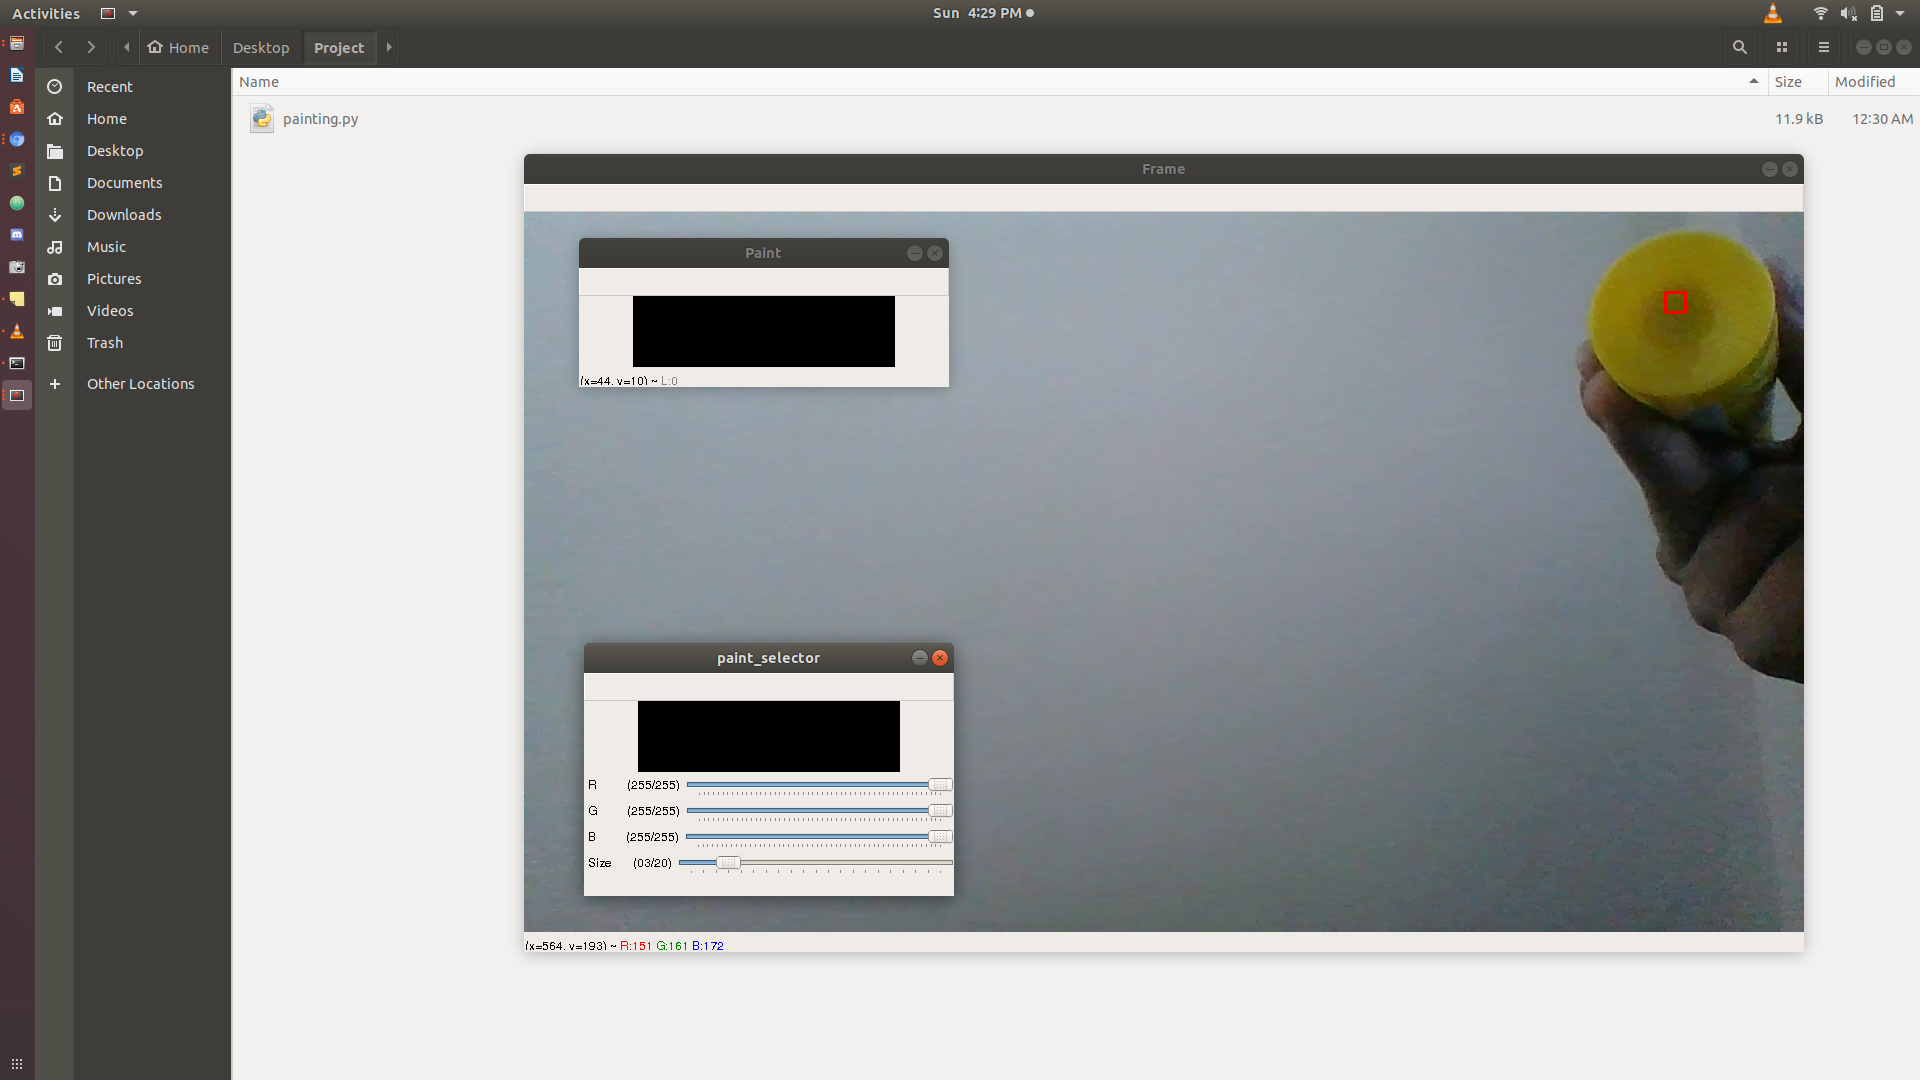 Activities
Sun 4:29 PM
Home Desktop Project
Name Size Modified
painting.py 11.9 kB 12:30 AM
Recent
Home
Desktop
Documents
Downloads
Music
Pictures
Videos
Trash
Other Locations
Frame
Paint
(x=44, y=10) ~ L:0
paint_selector
R (255/255)
G (255/255)
B (255/255)
Size (03/20)
(x=564, y=193) ~ R:151 G:161 B:172